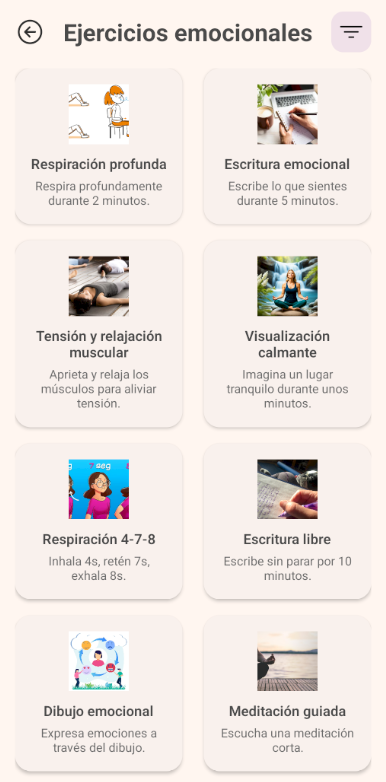 Ejercicios emocionales
Respiración profunda
Respira profundamente
durante 2 minutos.
Escritura emocional
Escribe lo que sientes
durante 5 minutos.
Tensión y relajación
muscular
Aprieta y relaja los
músculos para aliviar
tensión.
Visualización
calmante
Imagina un lugar
tranquilo durante unos
minutos.
7 seg
Respiración 4-7-8
Inhala 4s, retén 7s,
exhala 8s.
Escritura libre
Escribe sin parar por 10
minutos.
Dibujo emocional
Expresa emociones a
través del dibujo.
Meditación guiada
Escucha una meditación
corta.